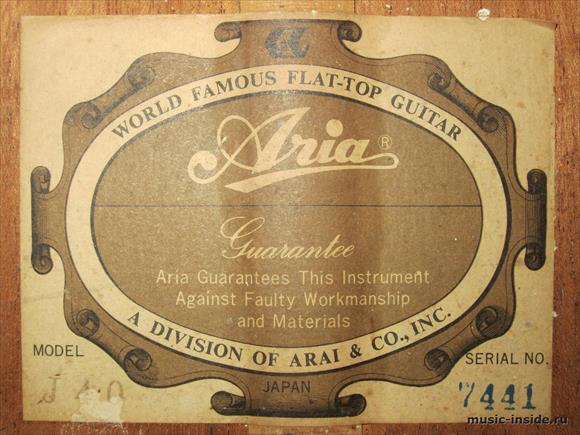 WORLD FAMOUS FLAT-TOP GUITAR
Aria ®
Guarantee
Aria Guarantees This Instrument
Against Faulty Workmanship
and Materials
A DIVISION OF ARAI & CO., INC.
MODEL
SERIAL NO.
JAPAN
7441
music-inside.ru